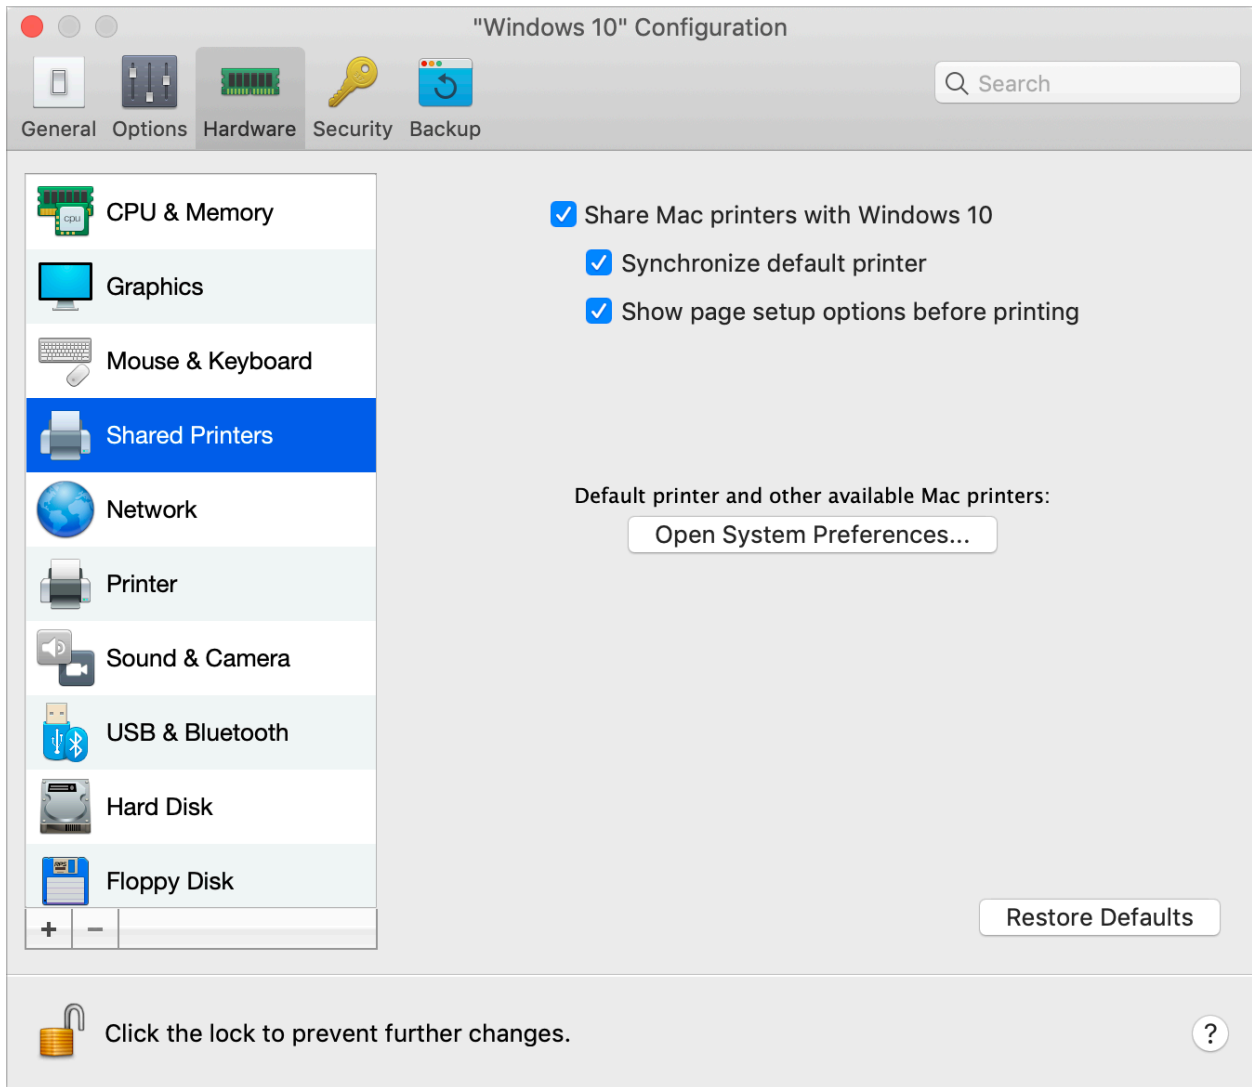 "Windows 10" Configuration
General Options Hardware Security Backup
Search
CPU & Memory
cpu
Graphics
Mouse & Keyboard
Shared Printers
Network
Printer
Sound & Camera
USB & Bluetooth
Hard Disk
Floppy Disk
Share Mac printers with Windows 10
Synchronize default printer
Show page setup options before printing
Default printer and other available Mac printers:
Open System Preferences...
Restore Defaults
+ −
Click the lock to prevent further changes.
?